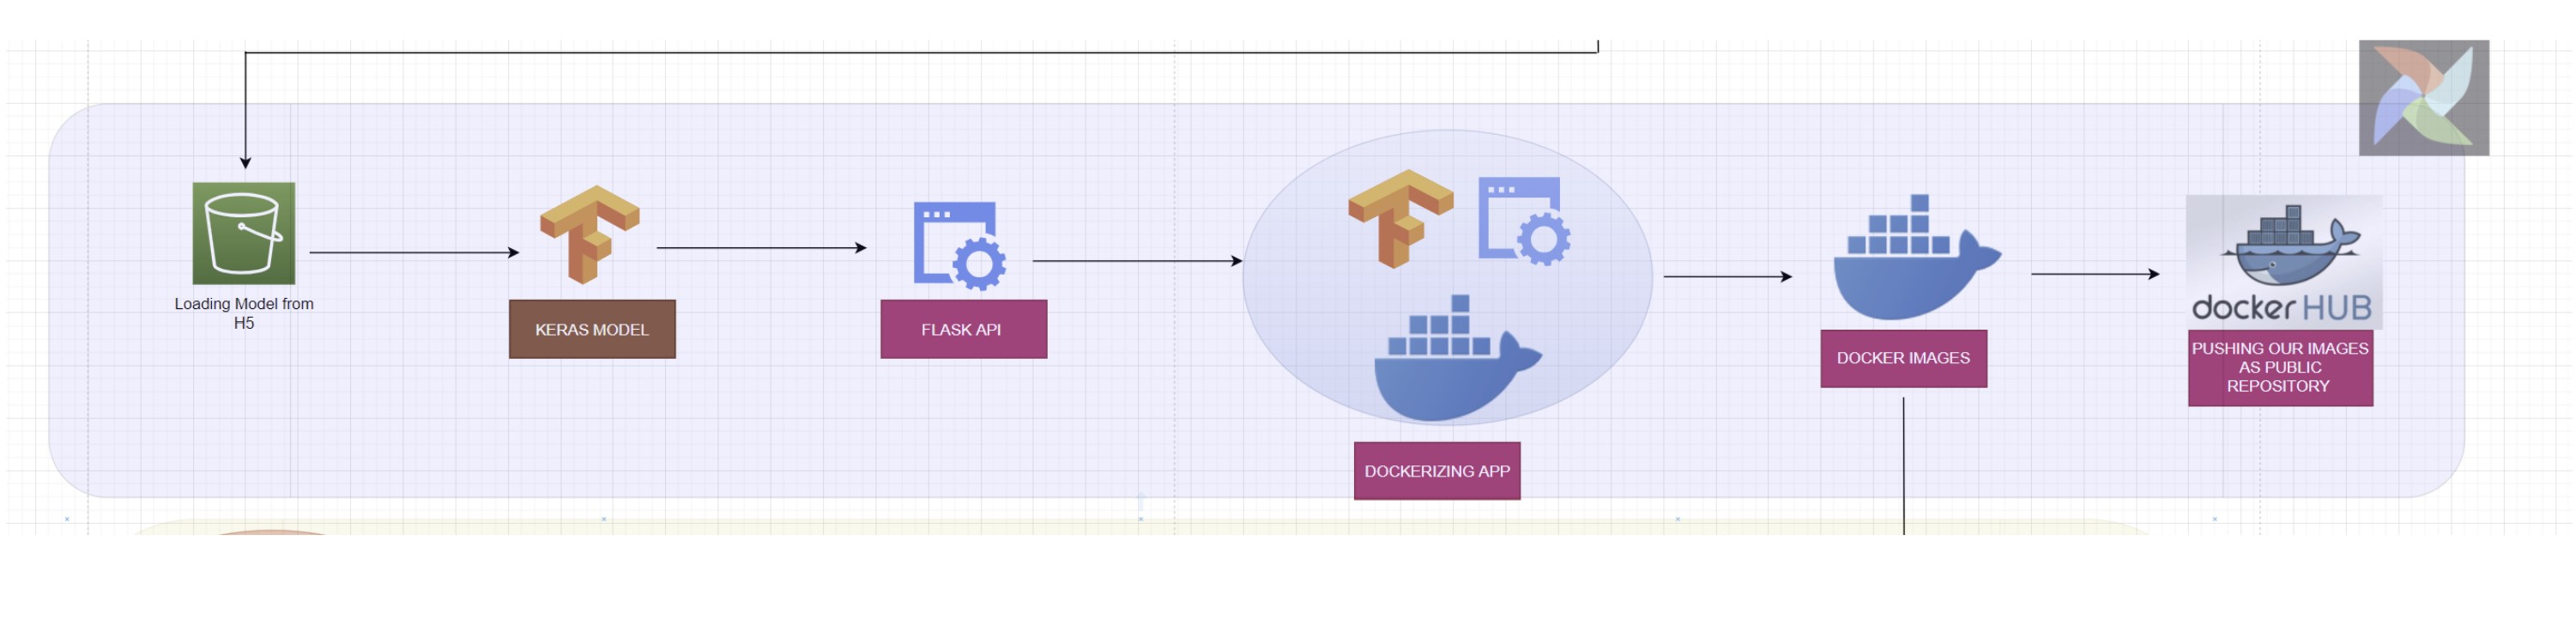 Loading Model from
H5
KERAS MODEL
FLASK API
DOCKERIZING APP
DOCKER IMAGES
docker HUB
PUSHING OUR IMAGES
AS PUBLIC
REPOSITORY